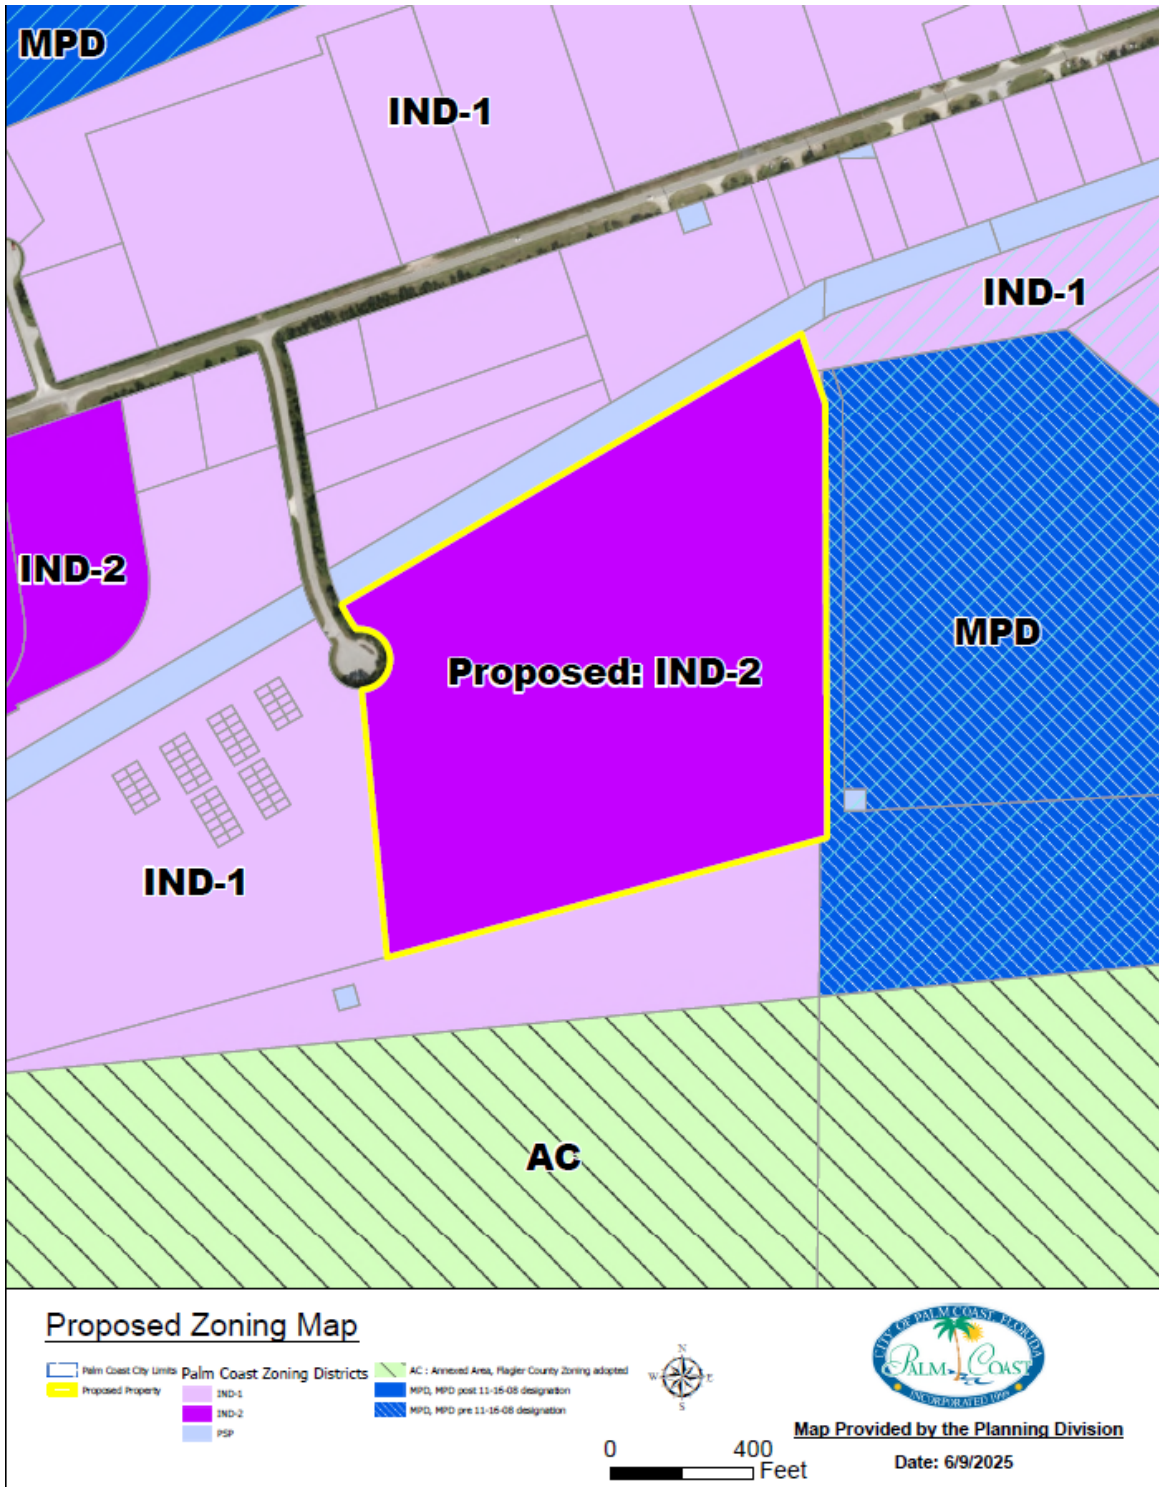 MPD
IND-1
IND-1
IND-2
MPD
Proposed: IND-2
IND-1
AC
Proposed Zoning Map
Palm Coast City Limits
Proposed Property
Palm Coast Zoning Districts
IND-1
IND-2
PSP
AC : Annexed Area, Flagler County Zoning adopted
MPD, MPD post 11-16-08 designation
MPD, MPD pre 11-16-08 designation
N
W E
S
0 400
Feet
CITY OF PALM COAST, FLORIDA
PALM COAST
INCORPORATED 1999
Map Provided by the Planning Division
Date: 6/9/2025